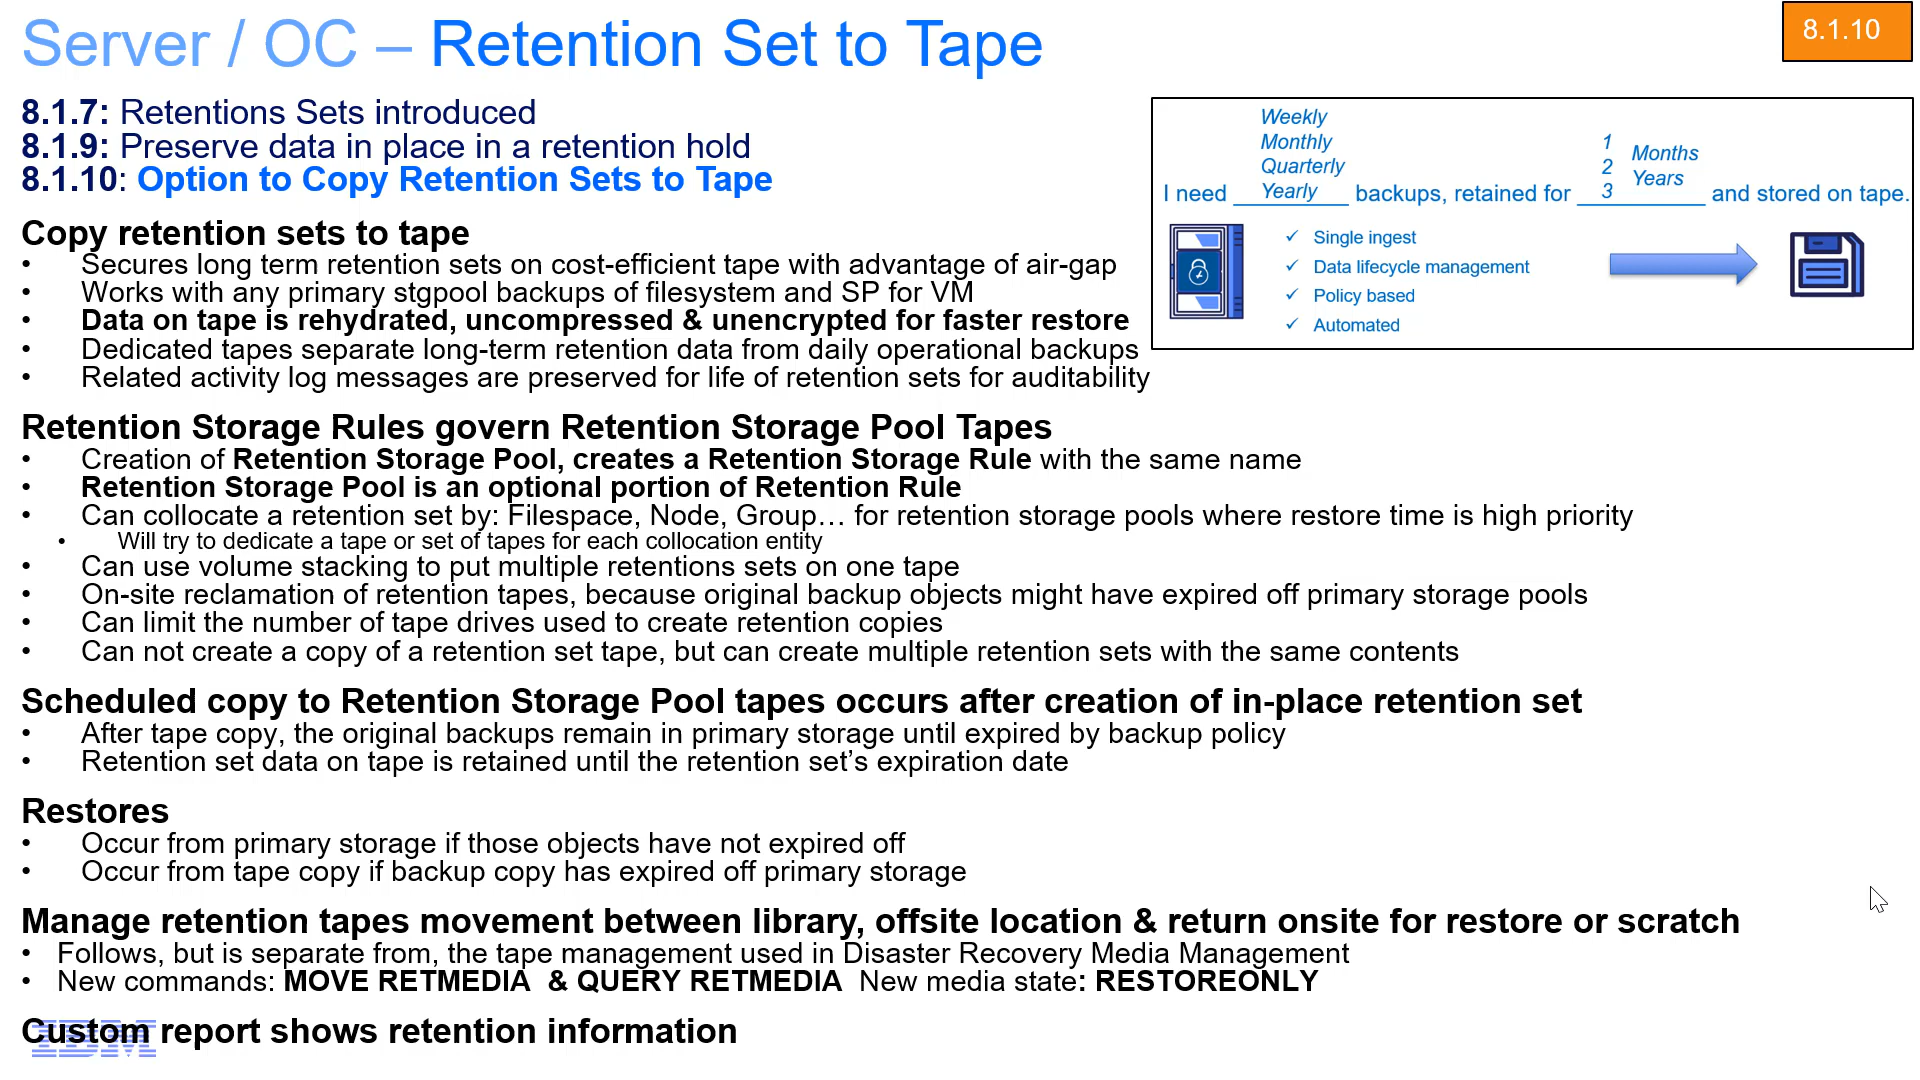 Server / OC – Retention Set to Tape
8.1.10
8.1.7: Retentions Sets introduced
8.1.9: Preserve data in place in a retention hold
8.1.10: Option to Copy Retention Sets to Tape
Weekly
Monthly
Quarterly
Yearly
1
2
3
Months
Years
I need ________ backups, retained for ________ and stored on tape.
✓ Single ingest
✓ Data lifecycle management
✓ Policy based
✓ Automated
Copy retention sets to tape
• Secures long term retention sets on cost-efficient tape with advantage of air-gap
• Works with any primary stgpool backups of filesystem and SP for VM
• Data on tape is rehydrated, uncompressed & unencrypted for faster restore
• Dedicated tapes separate long-term retention data from daily operational backups
• Related activity log messages are preserved for life of retention sets for auditability
Retention Storage Rules govern Retention Storage Pool Tapes
• Creation of Retention Storage Pool, creates a Retention Storage Rule with the same name
• Retention Storage Pool is an optional portion of Retention Rule
• Can collocate a retention set by: Filespace, Node, Group… for retention storage pools where restore time is high priority
• Will try to dedicate a tape or set of tapes for each collocation entity
• Can use volume stacking to put multiple retentions sets on one tape
• On-site reclamation of retention tapes, because original backup objects might have expired off primary storage pools
• Can limit the number of tape drives used to create retention copies
• Can not create a copy of a retention set tape, but can create multiple retention sets with the same contents
Scheduled copy to Retention Storage Pool tapes occurs after creation of in-place retention set
• After tape copy, the original backups remain in primary storage until expired by backup policy
• Retention set data on tape is retained until the retention set’s expiration date
Restores
• Occur from primary storage if those objects have not expired off
• Occur from tape copy if backup copy has expired off primary storage
Manage retention tapes movement between library, offsite location & return onsite for restore or scratch
• Follows, but is separate from, the tape management used in Disaster Recovery Media Management
• New commands: MOVE RETMEDIA & QUERY RETMEDIA New media state: RESTOREONLY
Custom report shows retention information
IBM